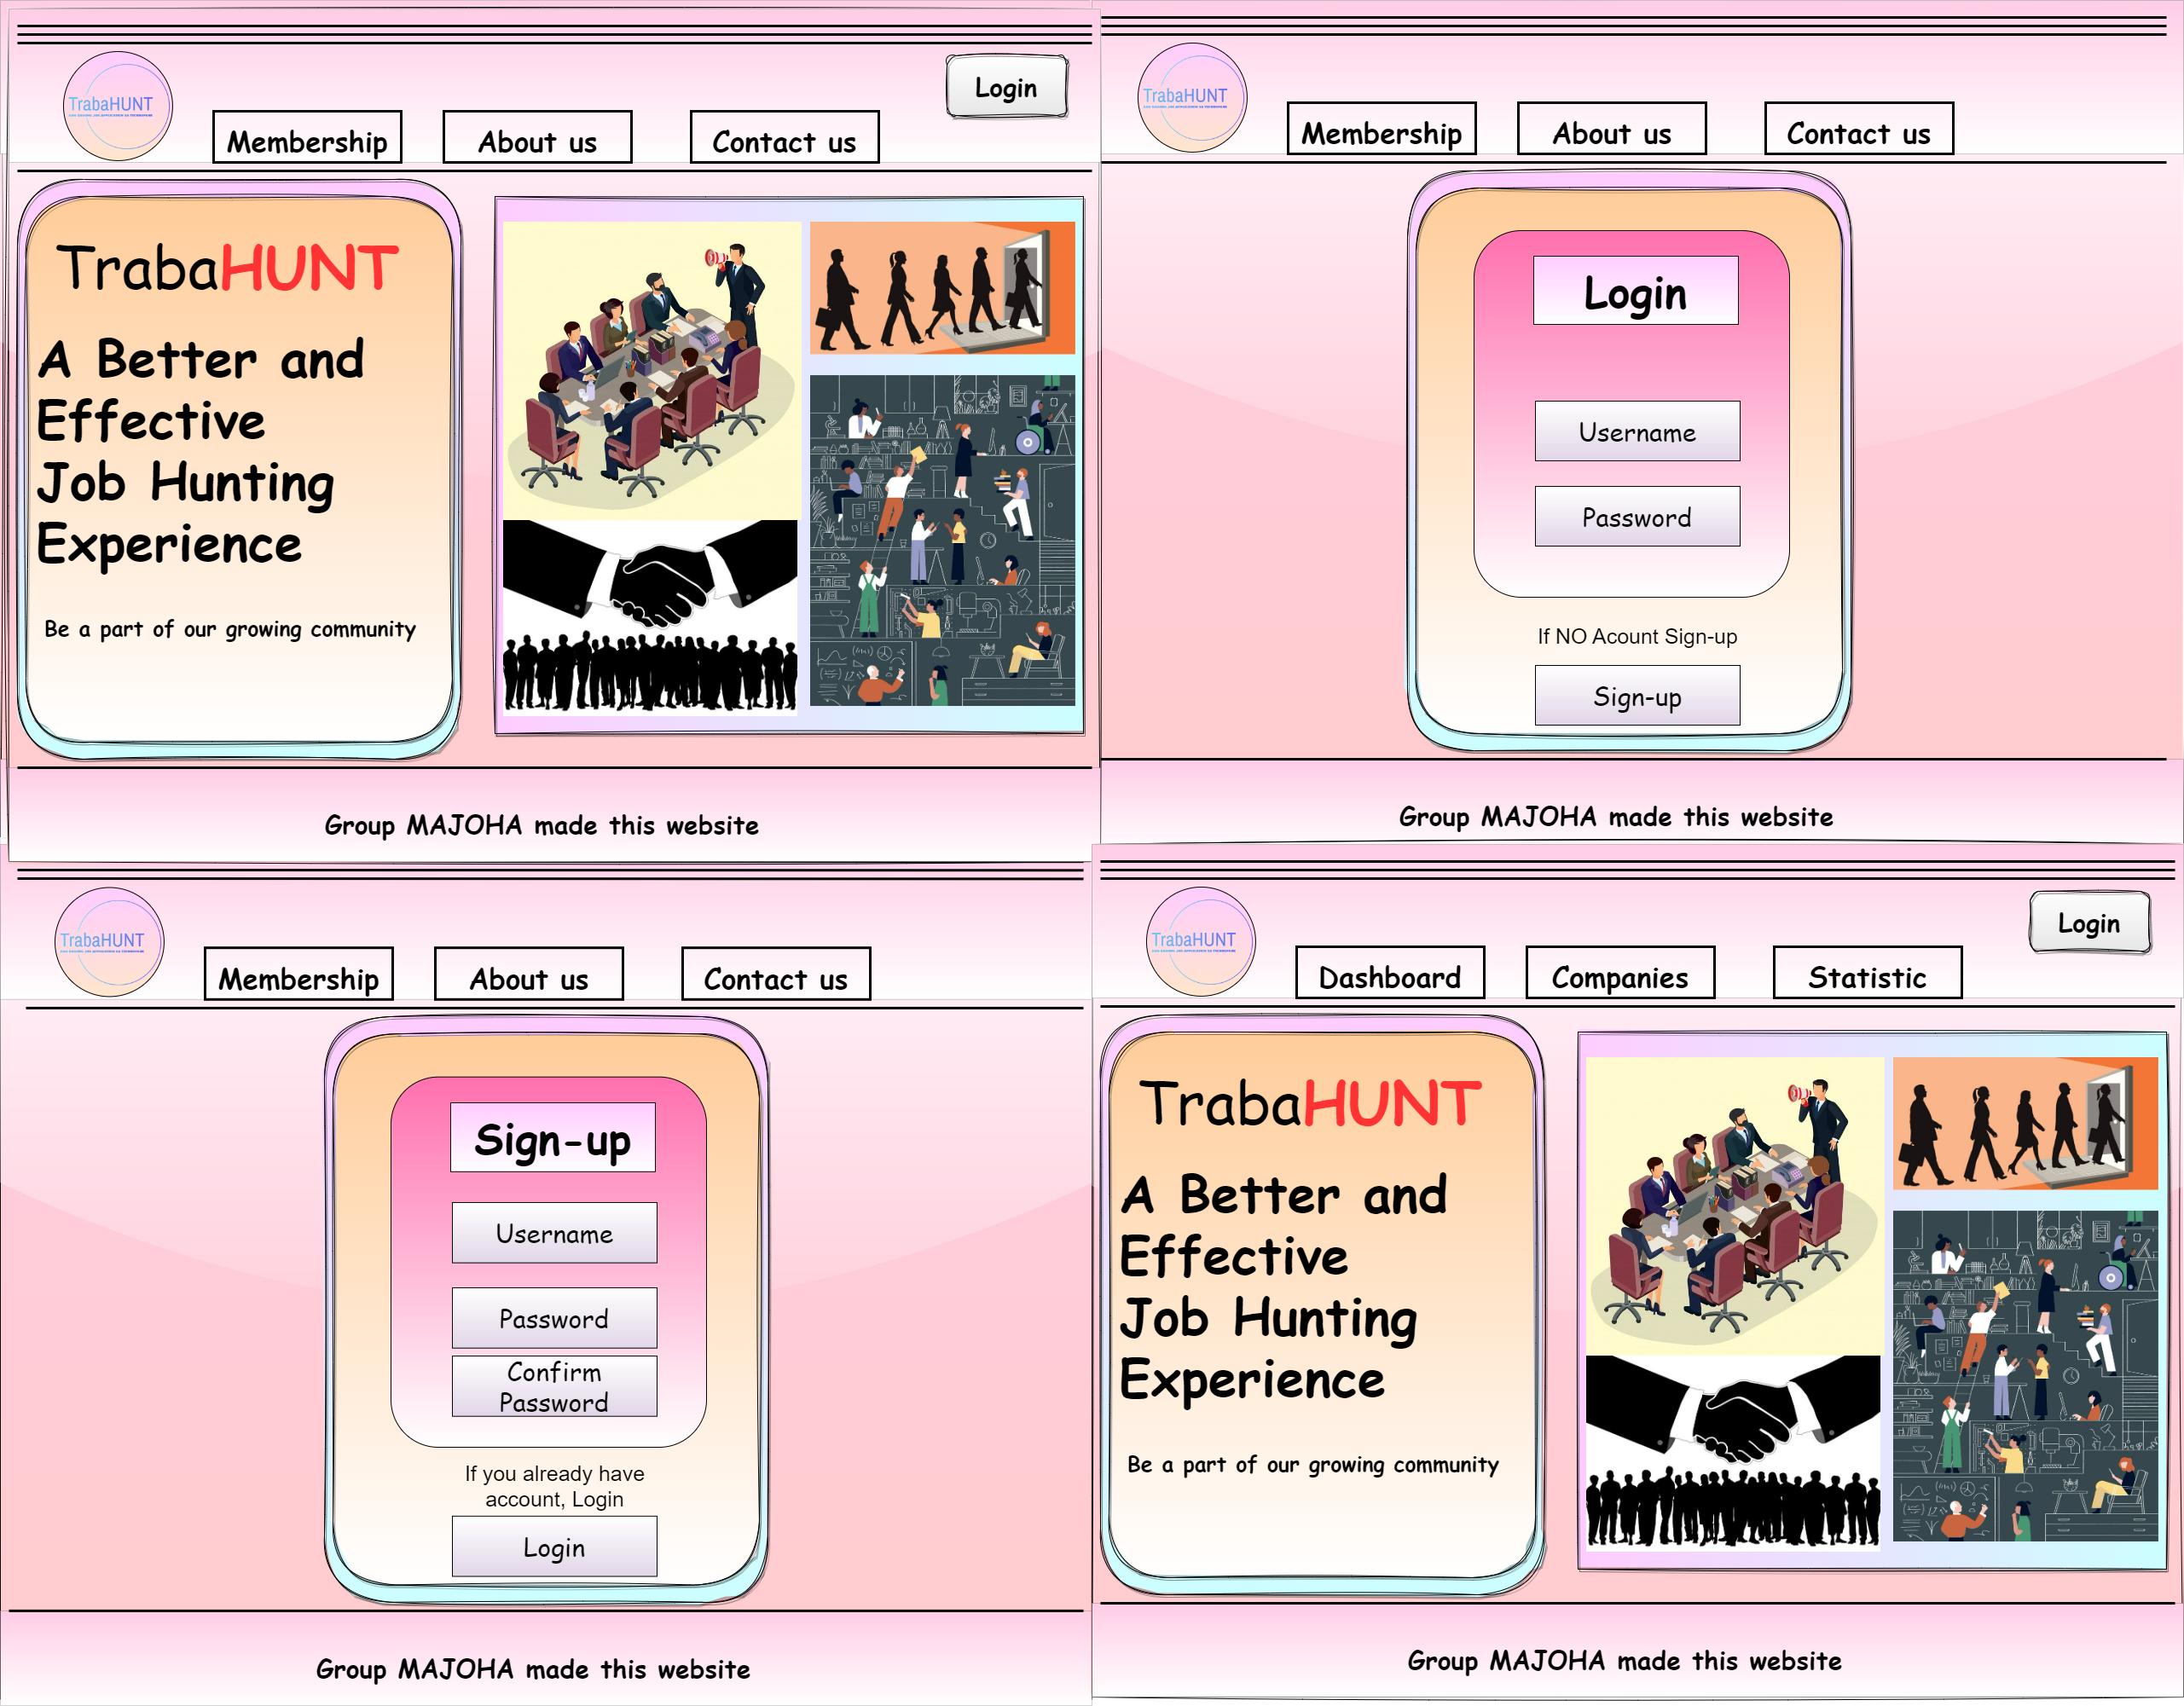 TrabaHUNT
Login
Membership
About us
Contact us
TrabaHUNT
A Better and
Effective
Job Hunting
Experience
Be a part of our growing community
Group MAJOHA made this website
TrabaHUNT
Membership
About us
Contact us
Login
Username
Password
If NO Acount Sign-up
Sign-up
Group MAJOHA made this website
TrabaHUNT
Membership
About us
Contact us
Sign-up
Username
Password
Confirm
Password
If you already have
account, Login
Login
Group MAJOHA made this website
TrabaHUNT
Login
Dashboard
Companies
Statistic
TrabaHUNT
A Better and
Effective
Job Hunting
Experience
Be a part of our growing community
Group MAJOHA made this website